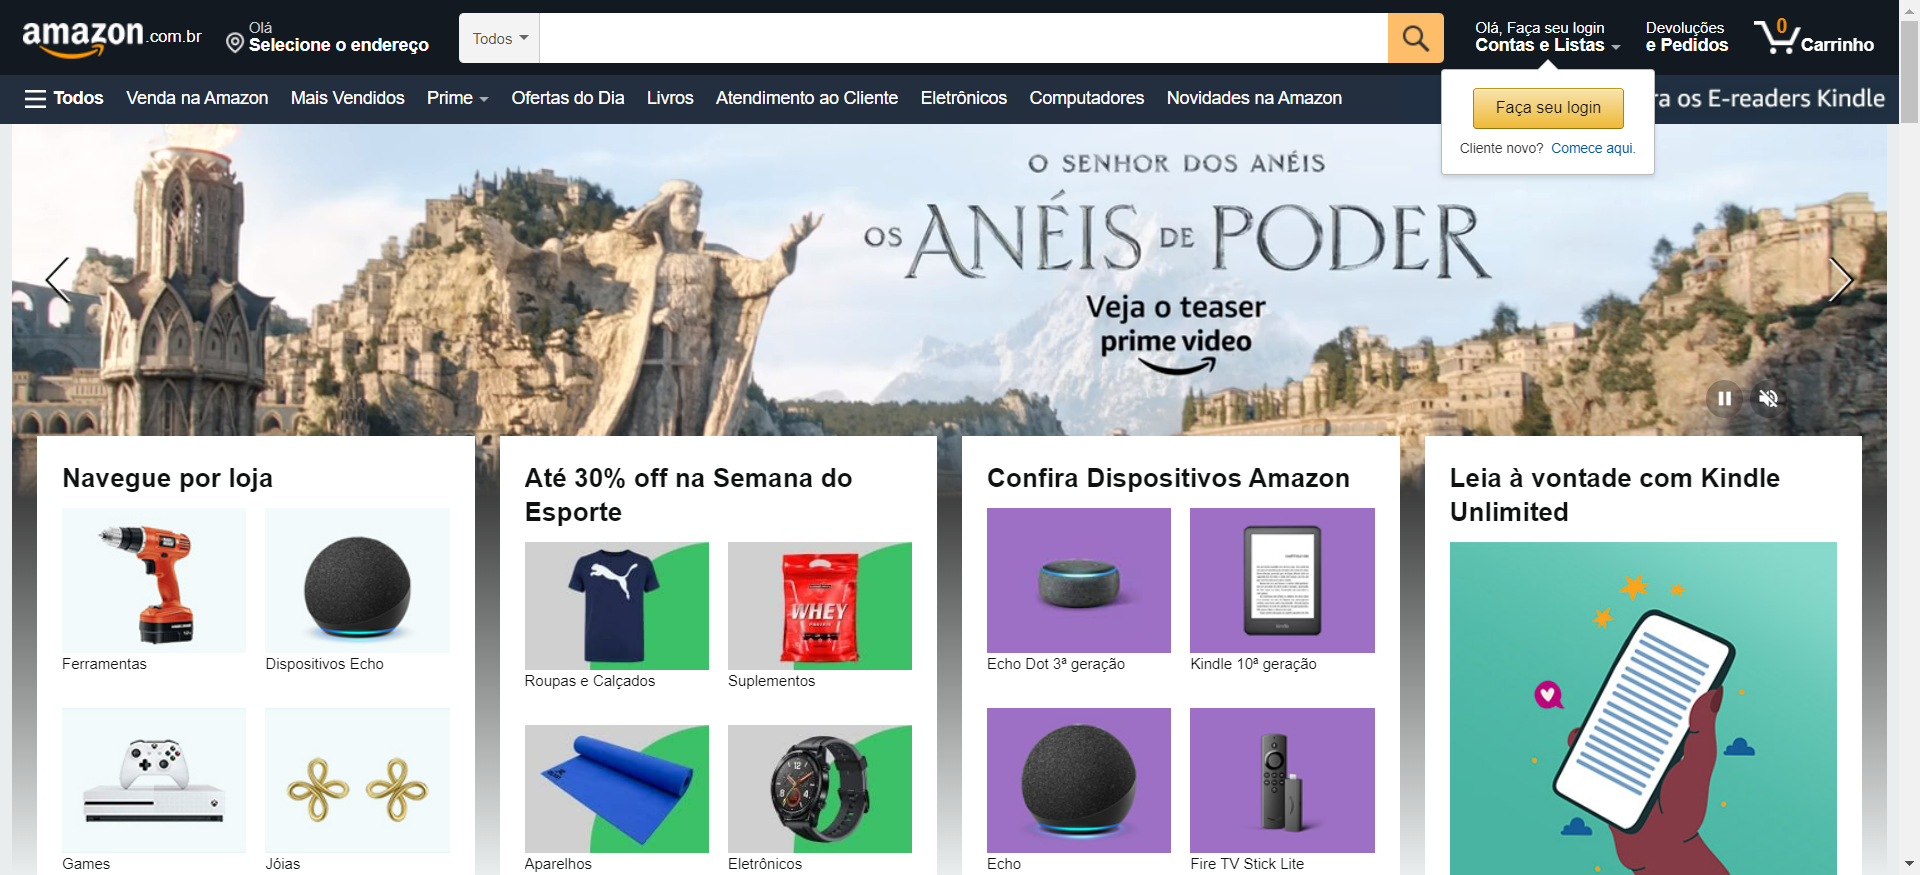 amazon.com.br
Olá
Selecione o endereço
Todos
Olá, Faça seu login
Contas e Listas
Devoluções
e Pedidos
0
Carrinho
Todos
Venda na Amazon
Mais Vendidos
Prime
Ofertas do Dia
Livros
Atendimento ao Cliente
Eletrônicos
Computadores
Novidades na Amazon
os E-readers Kindle
Faça seu login
Cliente novo? Comece aqui.
O SENHOR DOS ANÉIS
OS ANÉIS DE PODER
Veja o teaser
prime video
Navegue por loja
Ferramentas
Dispositivos Echo
Games
Jóias
Até 30% off na Semana do
Esporte
Roupas e Calçados
WHEY
Suplementos
Aparelhos
Eletrônicos
Confira Dispositivos Amazon
Echo Dot 3ª geração
kindle
Kindle 10ª geração
Echo
Fire TV Stick Lite
Leia à vontade com Kindle
Unlimited